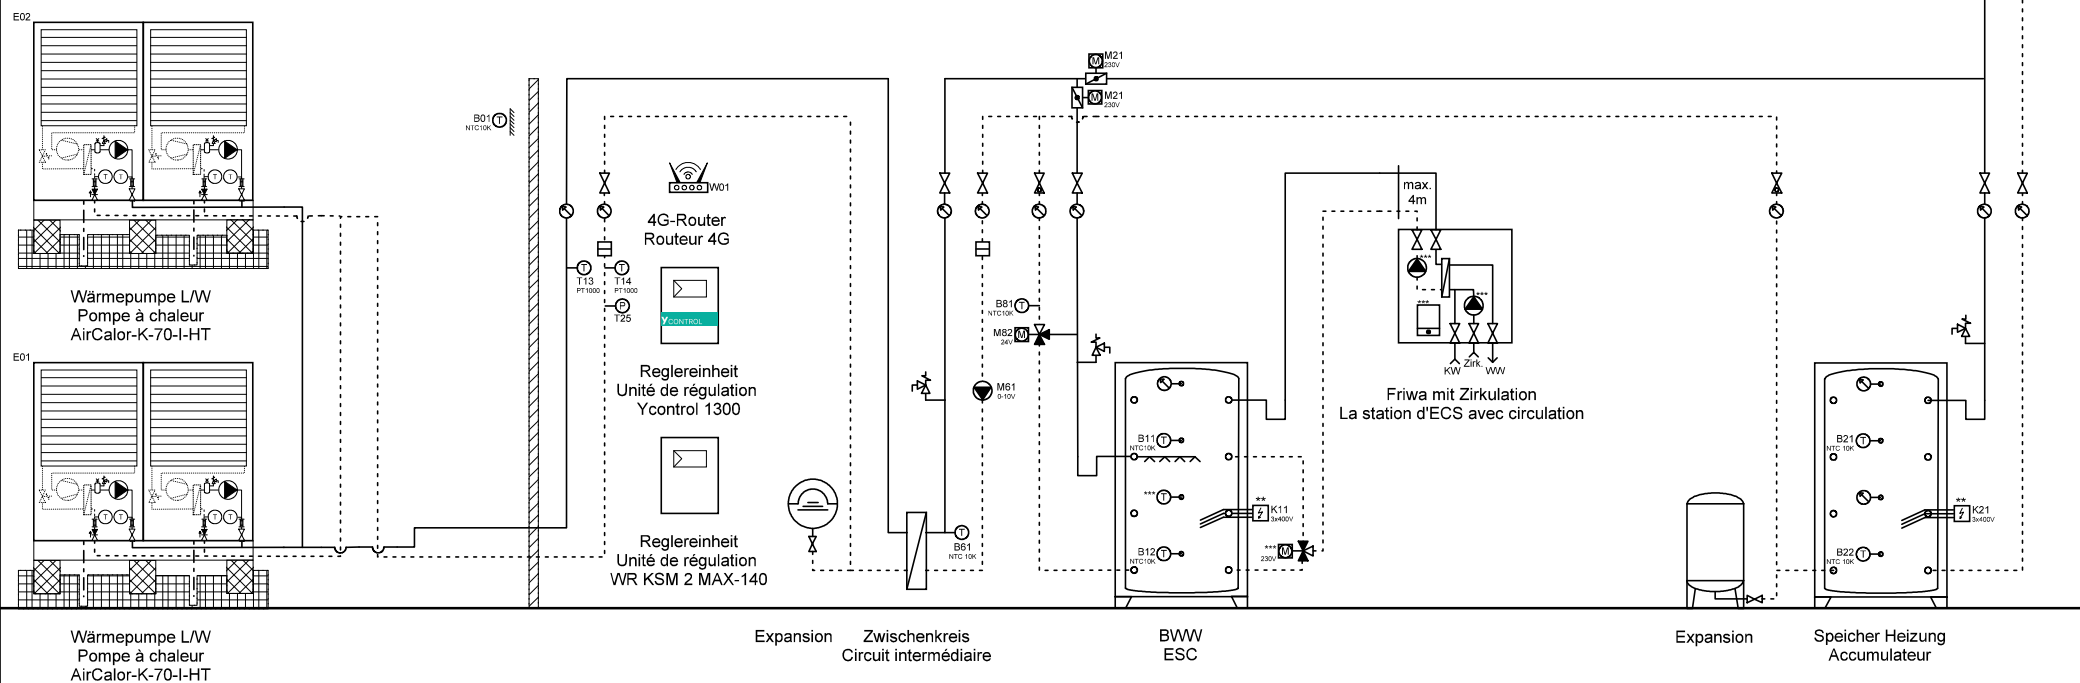 E02
Wärmepumpe L/W
Pompe à chaleur
AirCalor-K-70-I-HT
E01
Wärmepumpe L/W
Pompe à chaleur
AirCalor-K-70-I-HT
B01
T
NTC10K
W01
4G-Router
Routeur 4G
T13
PT1000
T14
PT1000
P
T25
YCONTROL
Reglereinheit
Unité de régulation
Ycontrol 1300
Reglereinheit
Unité de régulation
WR KSM 2 MAX-140
Expansion
Zwischenkreis
Circuit intermédiaire
B61
NTC 10K
M61
0-10V
M21
230V
M21
230V
B81
NTC10K
M82
24V
B11
NTC10K
***
B12
NTC10K
**
K11
3x400V
***
230V
BWW
ESC
max.
4m
***
***
***
KW
Zirk.
WW
Friwa mit Zirkulation
La station d'ECS avec circulation
Expansion
B21
NTC 10K
B22
NTC 10K
**
K21
3x400V
Speicher Heizung
Accumulateur